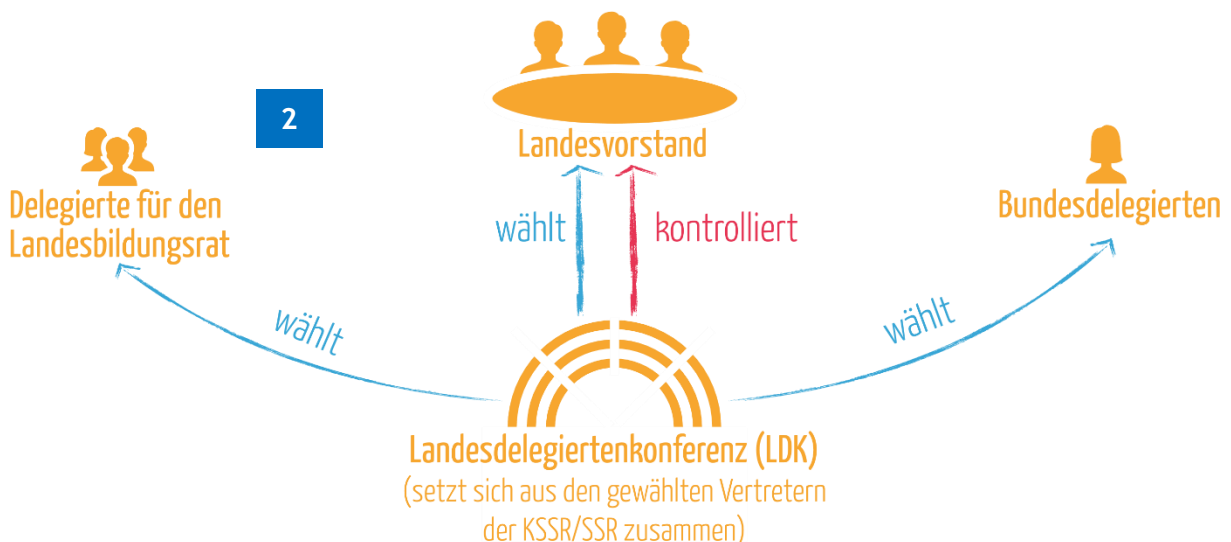 2
Landesvorstand
Delegierte für den
Landesbildungsrat
Bundesdelegierten
wählt
kontrolliert
wählt
wählt
Landesdelegiertenkonferenz (LDK)
(setzt sich aus den gewählten Vertretern
der KSSR/SSR zusammen)